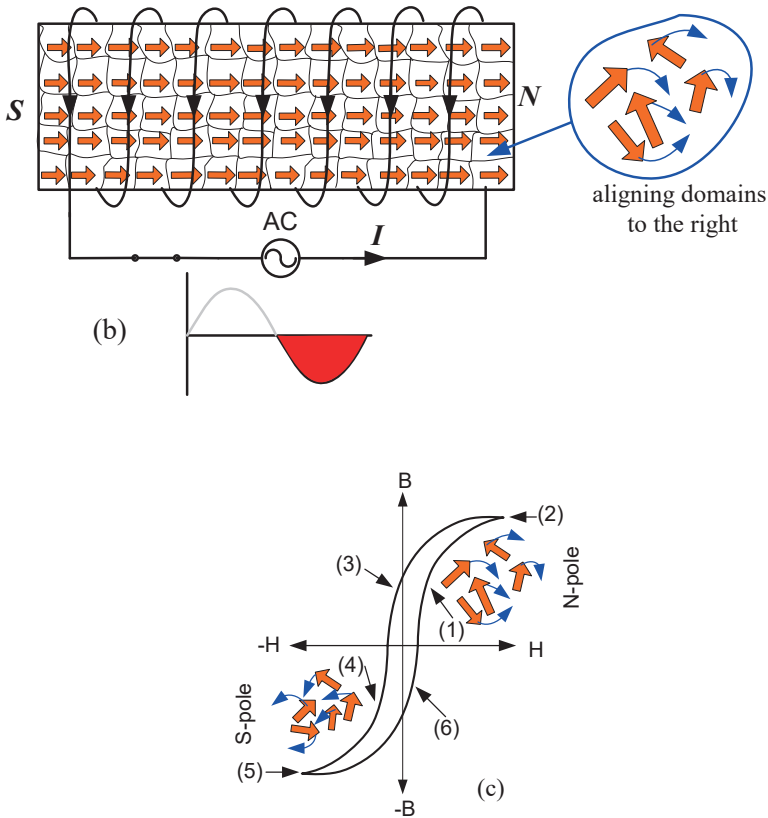 S
N
aligning domains
to the right
AC
I
(b)
B
(2)
(3)
N-pole
(1)
-H
H
(4)
S-pole
(6)
(5)
(c)
-B